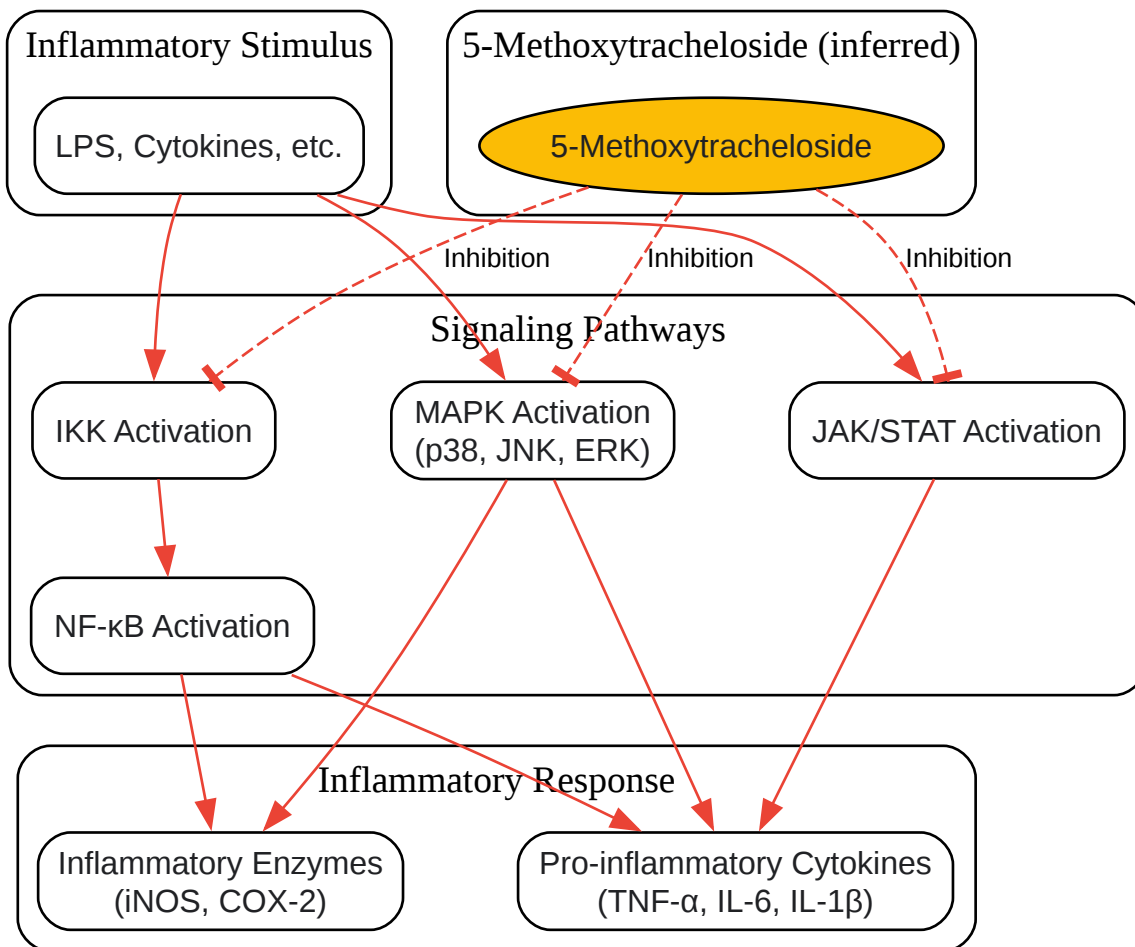 Inflammatory Stimulus
5-Methoxytracheloside (inferred)
LPS, Cytokines, etc.
5-Methoxytracheloside
Inhibition
Inhibition
Inhibition
Signaling Pathways
IKK Activation
MAPK Activation
(p38, JNK, ERK)
JAK/STAT Activation
NF-κB Activation
Inflammatory Response
Inflammatory Enzymes
(iNOS, COX-2)
Pro-inflammatory Cytokines
(TNF-α, IL-6, IL-1β)